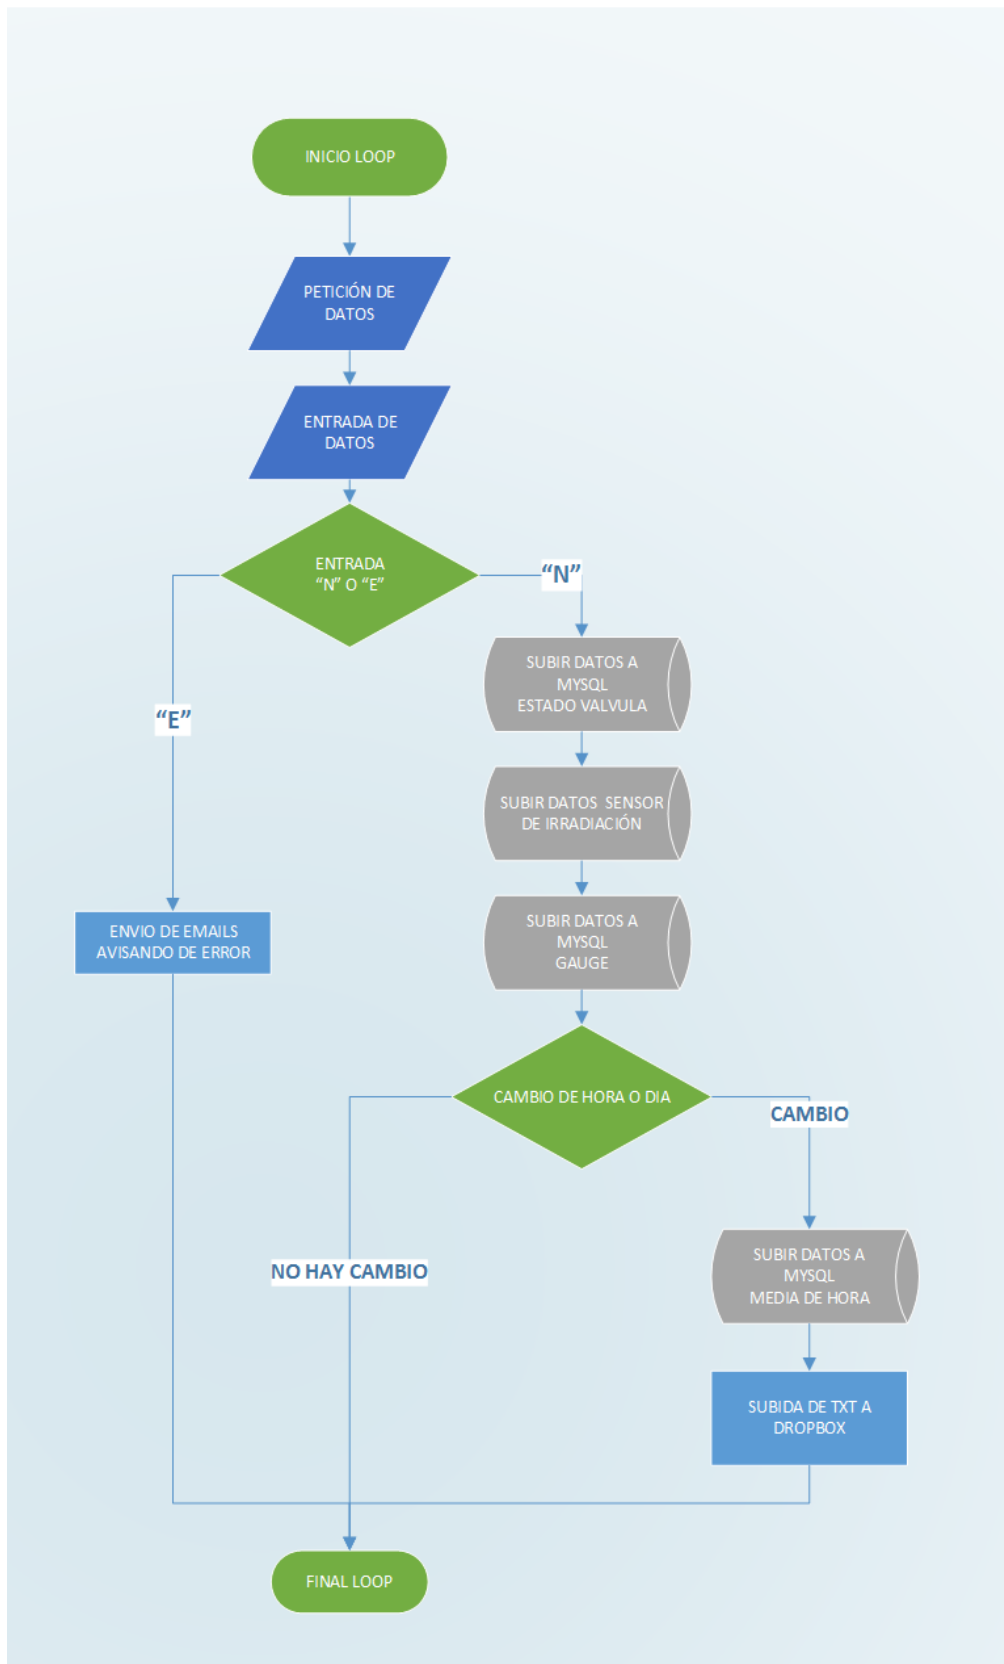 INICIO LOOP
PETICIÓN DE
DATOS
ENTRADA DE
DATOS
ENTRADA
“N” O “E”
“N”
SUBIR DATOS A
MYSQL
ESTADO VALVULA
“E”
SUBIR DATOS SENSOR
DE IRRADIACIÓN
ENVIO DE EMAILS
AVISANDO DE ERROR
SUBIR DATOS A
MYSQL
GAUGE
CAMBIO DE HORA O DIA
CAMBIO
NO HAY CAMBIO
SUBIR DATOS A
MYSQL
MEDIA DE HORA
SUBIDA DE TXT A
DROPBOX
FINAL LOOP